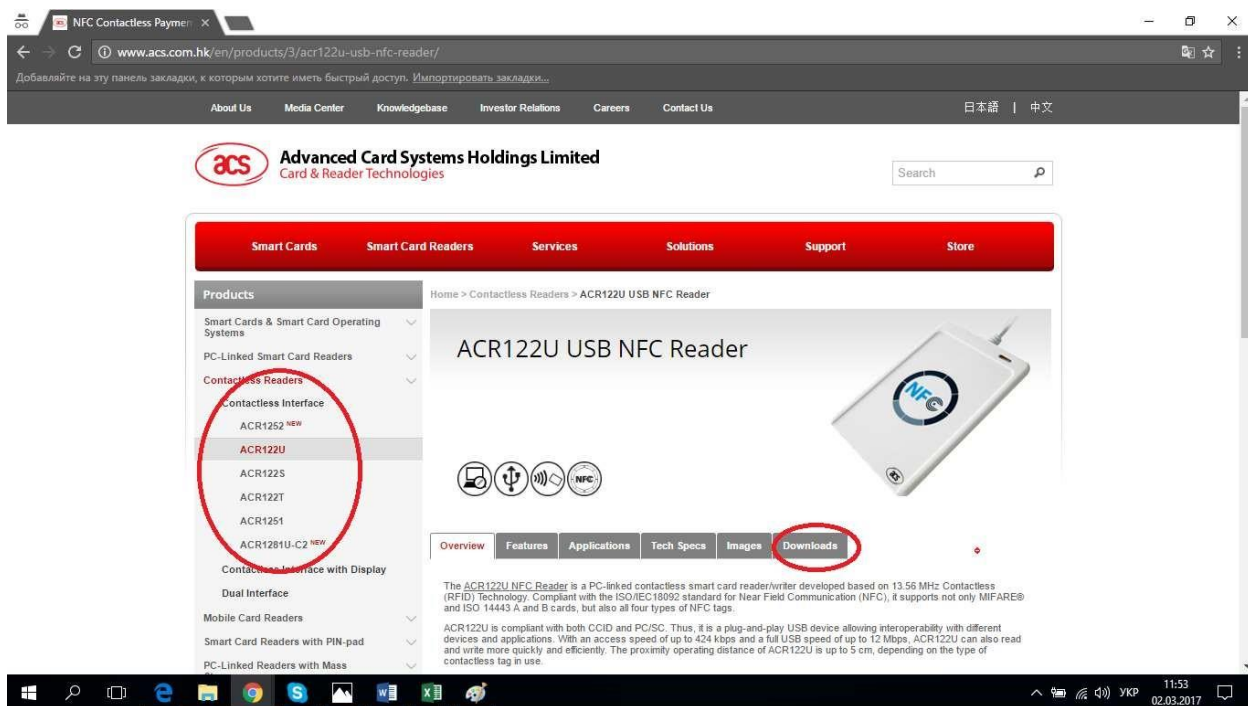 NFC Contactless Paymen
www.acs.com.hk/en/products/3/acr122u-usb-nfc-reader/
Добавляйте на эту панель закладки, к которым хотите иметь быстрый доступ. Импортировать закладки...
About Us Media Center Knowledgebase Investor Relations Careers Contact Us 日本語 | 中文
acs
Advanced Card Systems Holdings Limited
Card & Reader Technologies
Search
Smart Cards Smart Card Readers Services Solutions Support Store
Products
Smart Cards & Smart Card Operating
Systems
PC-Linked Smart Card Readers
Contactless Readers
Contactless Interface
ACR1252 NEW
ACR122U
ACR122S
ACR122T
ACR1251
ACR1281U-C2 NEW
Contactless Interface with Display
Dual Interface
Mobile Card Readers
Smart Card Readers with PIN-pad
PC-Linked Readers with Mass
Home > Contactless Readers > ACR122U USB NFC Reader
ACR122U USB NFC Reader
NFC
NFC
Overview Features Applications Tech Specs Images Downloads
The ACR122U NFC Reader is a PC-linked contactless smart card reader/writer developed based on 13.56 MHz Contactless
(RFID) Technology. Compliant with the ISO/IEC18092 standard for Near Field Communication (NFC), it supports not only MIFARE®
and ISO 14443 A and B cards, but also all four types of NFC tags.
ACR122U is compliant with both CCID and PC/SC. Thus, it is a plug-and-play USB device allowing interoperability with different
devices and applications. With an access speed of up to 424 kbps and a full USB speed of up to 12 Mbps, ACR122U can also read
and write more quickly and efficiently. The proximity operating distance of ACR122U is up to 5 cm, depending on the type of
contactless tag in use.
УКР
11:53
02.03.2017